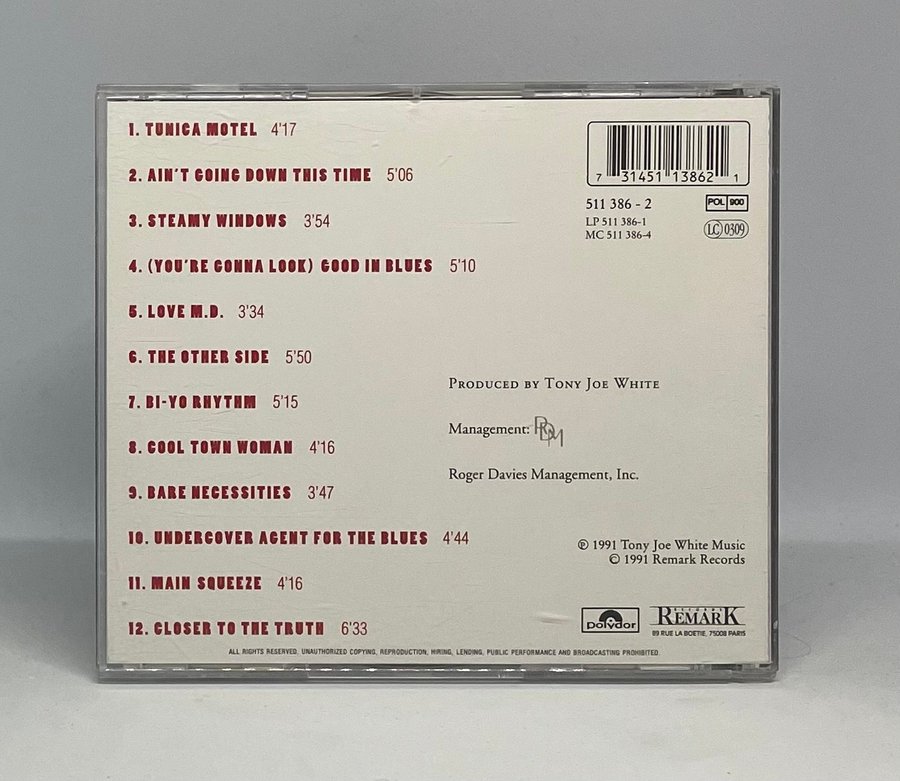 1. TUNICA MOTEL 4'17
2. AIN'T GOING DOWN THIS TIME 5'06
3. STEAMY WINDOWS 3'54
4. (YOU'RE GONNA LOOK) GOOD IN BLUES 5'10
5. LOVE M.D. 3'34
6. THE OTHER SIDE 5'50
7. BI-YO RHYTHM 5'15
8. COOL TOWN WOMAN 4'16
9. BARE NECESSITIES 3'47
10. UNDERCOVER AGENT FOR THE BLUES 4'44
11. MAIN SQUEEZE 4'16
12. CLOSER TO THE TRUTH 6'33
7 31451 13862 1
511 386 - 2
POL 900
LP 511 386-1
MC 511 386-4
LC 0309
PRODUCED BY TONY JOE WHITE
Management: RDM
Roger Davies Management, Inc.
℗ 1991 Tony Joe White Music
© 1991 Remark Records
polydor
RECORDS
REMARK
89 RUE LA BOETIE, 75008 PARIS
ALL RIGHTS RESERVED. UNAUTHORIZED COPYING, REPRODUCTION, HIRING, LENDING, PUBLIC PERFORMANCE AND BROADCASTING PROHIBITED.